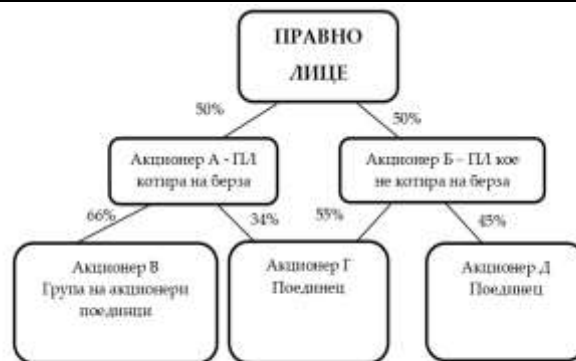 ПРАВНО
ЛИЦЕ
50%
50%
Акционер А - ПЛ
котира на берза
Акционер Б – ПЛ кое
не котира на берза
66%
34%
55%
45%
Акционер В
Група на акционери
поединци
Акционер Г
Поединец
Акционер Д
Поединец